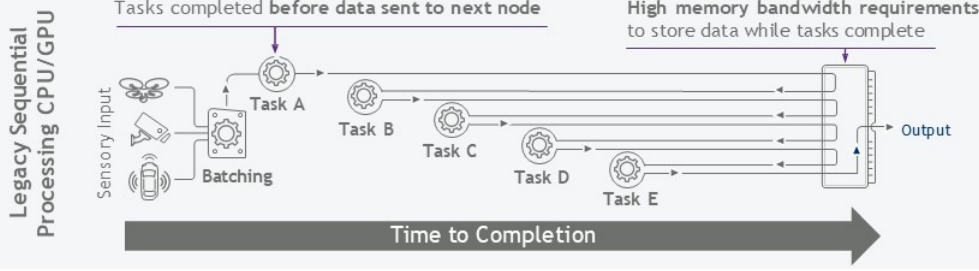 Legacy Sequential
Processing CPU/GPU
Tasks completed before data sent to next node
High memory bandwidth requirements
to store data while tasks complete
Sensory Input
Batching
Task A
Task B
Task C
Task D
Task E
Output
Time to Completion